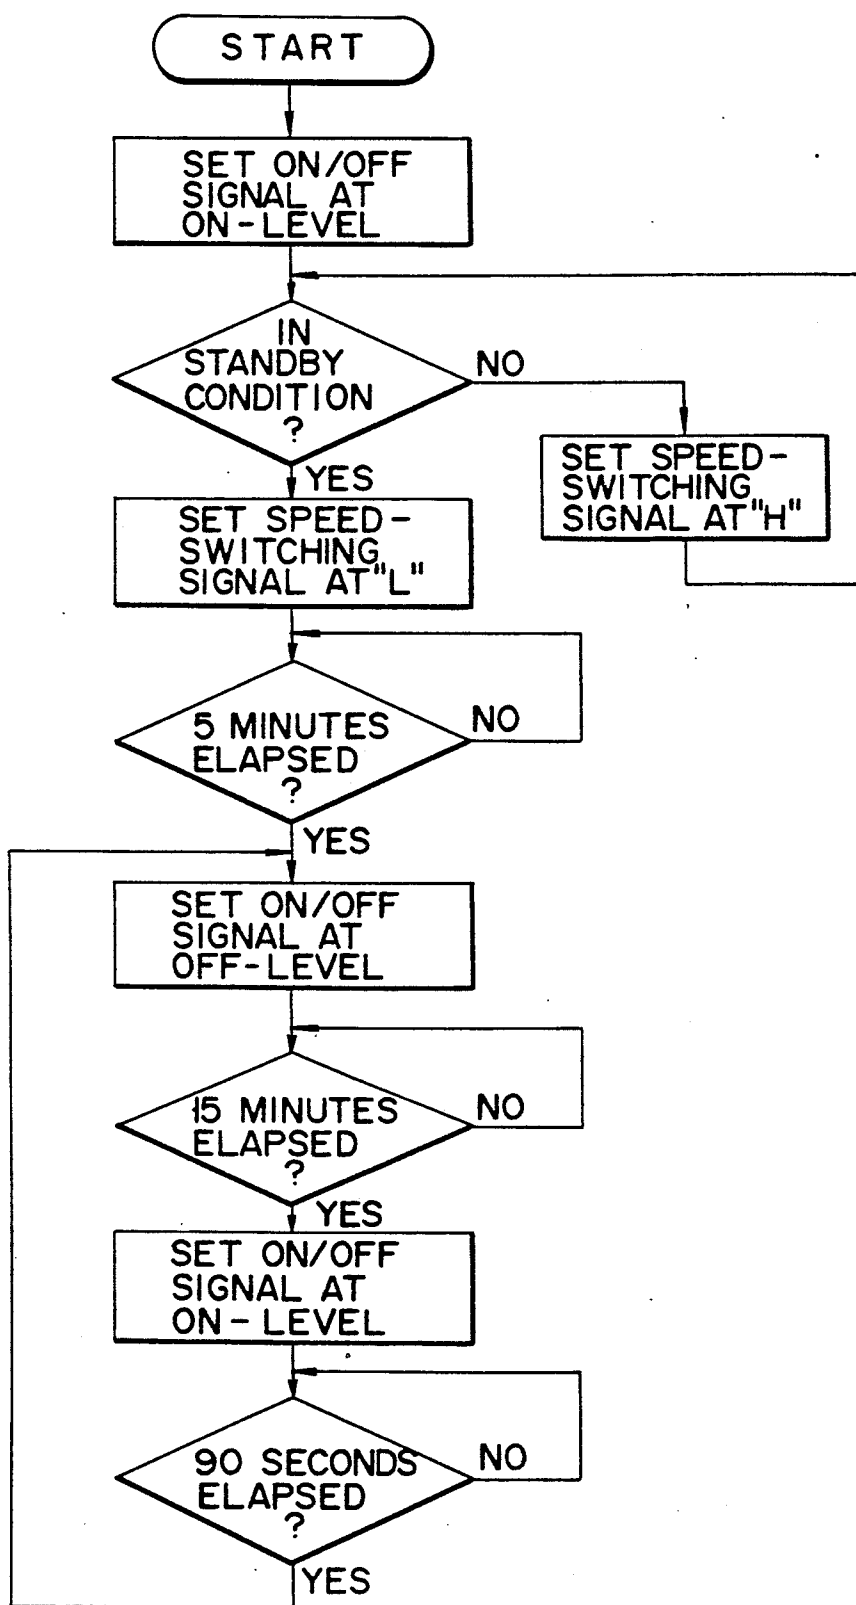 START
SET ON/OFF
SIGNAL AT
ON-LEVEL
IN
STANDBY
CONDITION
?
NO
YES
SET SPEED-
SWITCHING
SIGNAL AT "H"
SET SPEED-
SWITCHING
SIGNAL AT "L"
5 MINUTES
ELAPSED
?
NO
YES
SET ON/OFF
SIGNAL AT
OFF-LEVEL
15 MINUTES
ELAPSED
?
NO
YES
SET ON/OFF
SIGNAL AT
ON-LEVEL
90 SECONDS
ELAPSED
?
NO
YES